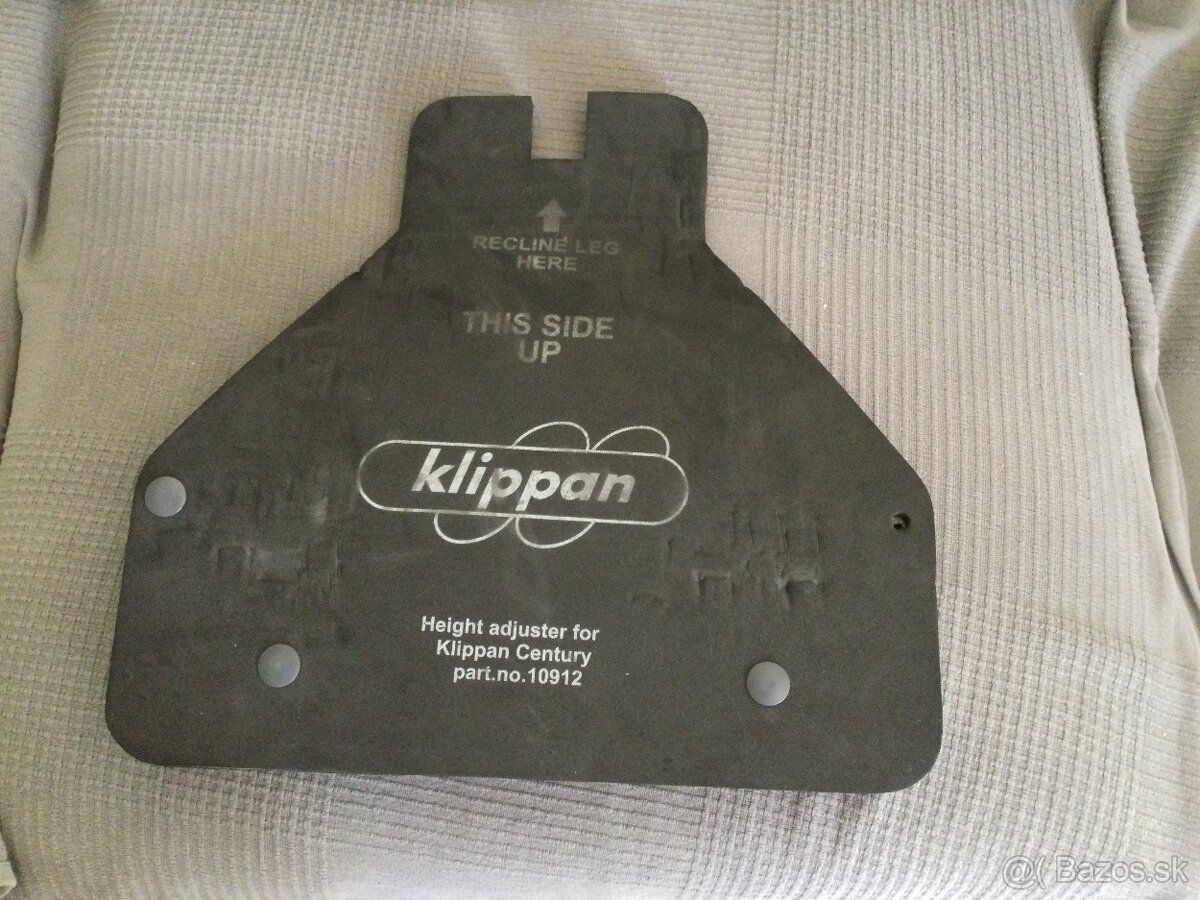 RECLINE LEG
HERE
THIS SIDE
UP
klippan
Height adjuster for
Klippan Century
part.no.10912
@( Bazos.sk